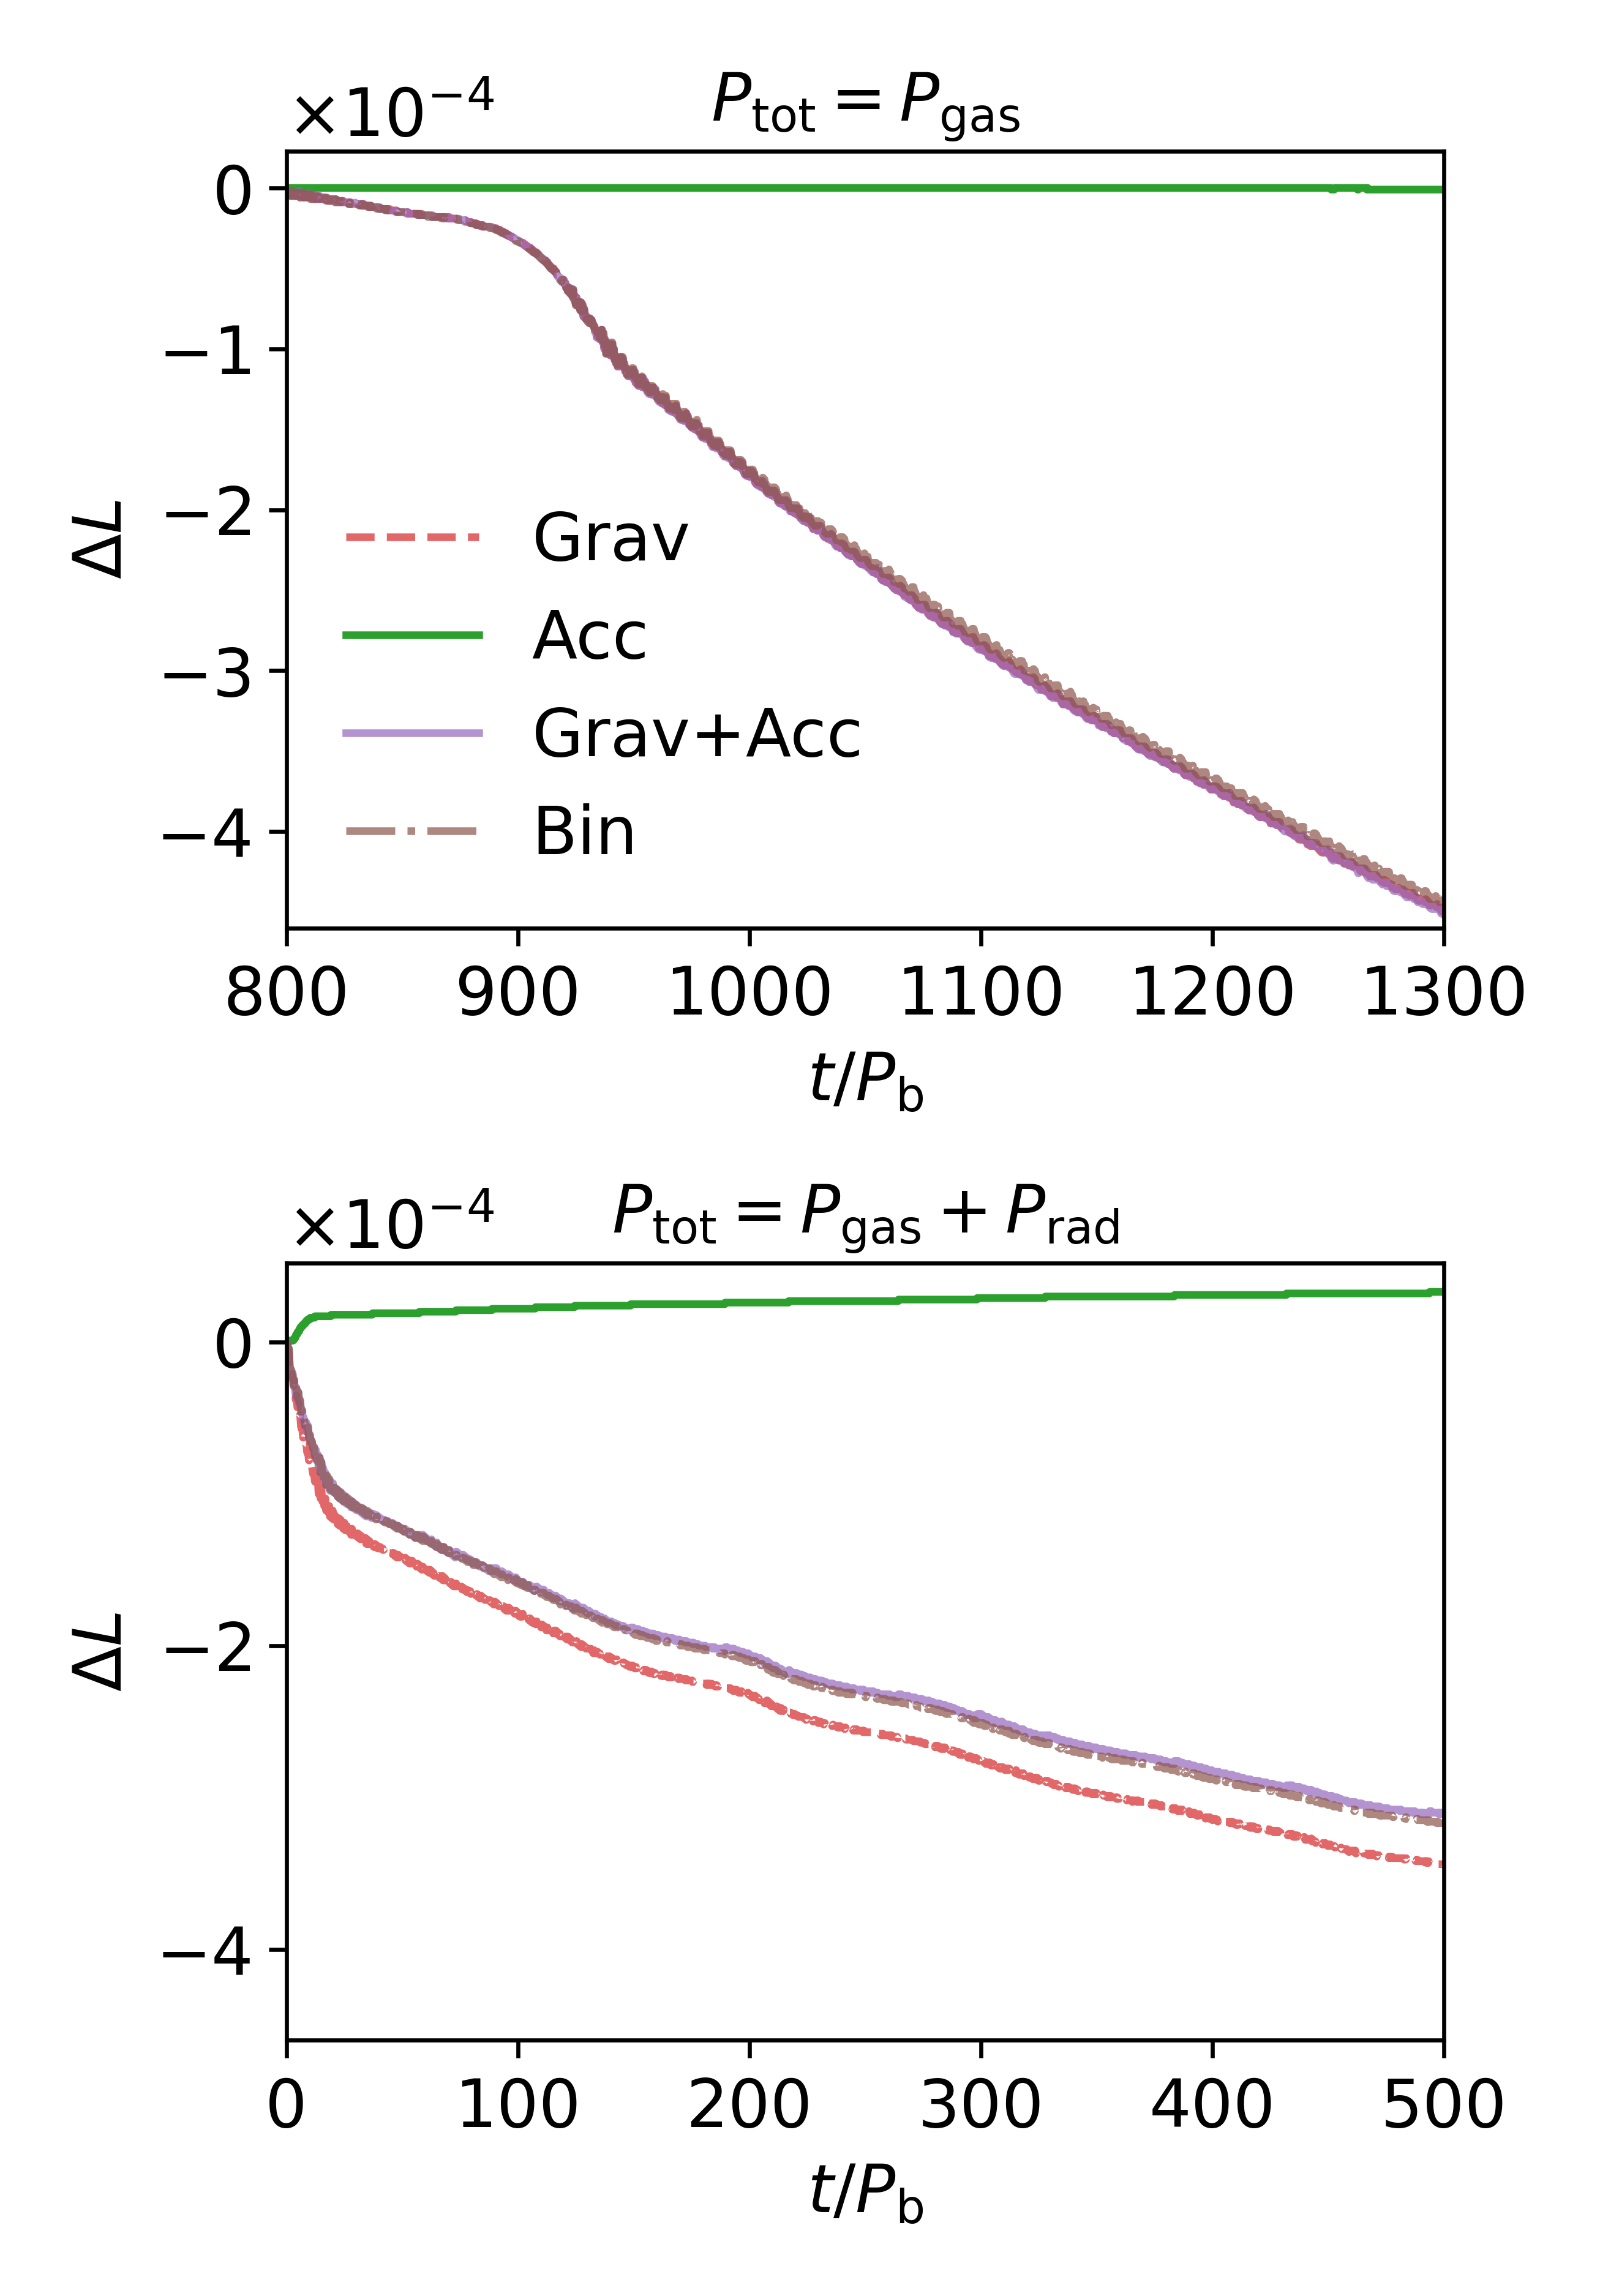 ×10⁻⁴ P_tot = P_gas
0
−1
−2
−3
−4
ΔL
Grav
Acc
Grav+Acc
Bin
800 900 1000 1100 1200 1300
t/P_b
×10⁻⁴ P_tot = P_gas + P_rad
0
−2
−4
ΔL
0 100 200 300 400 500
t/P_b